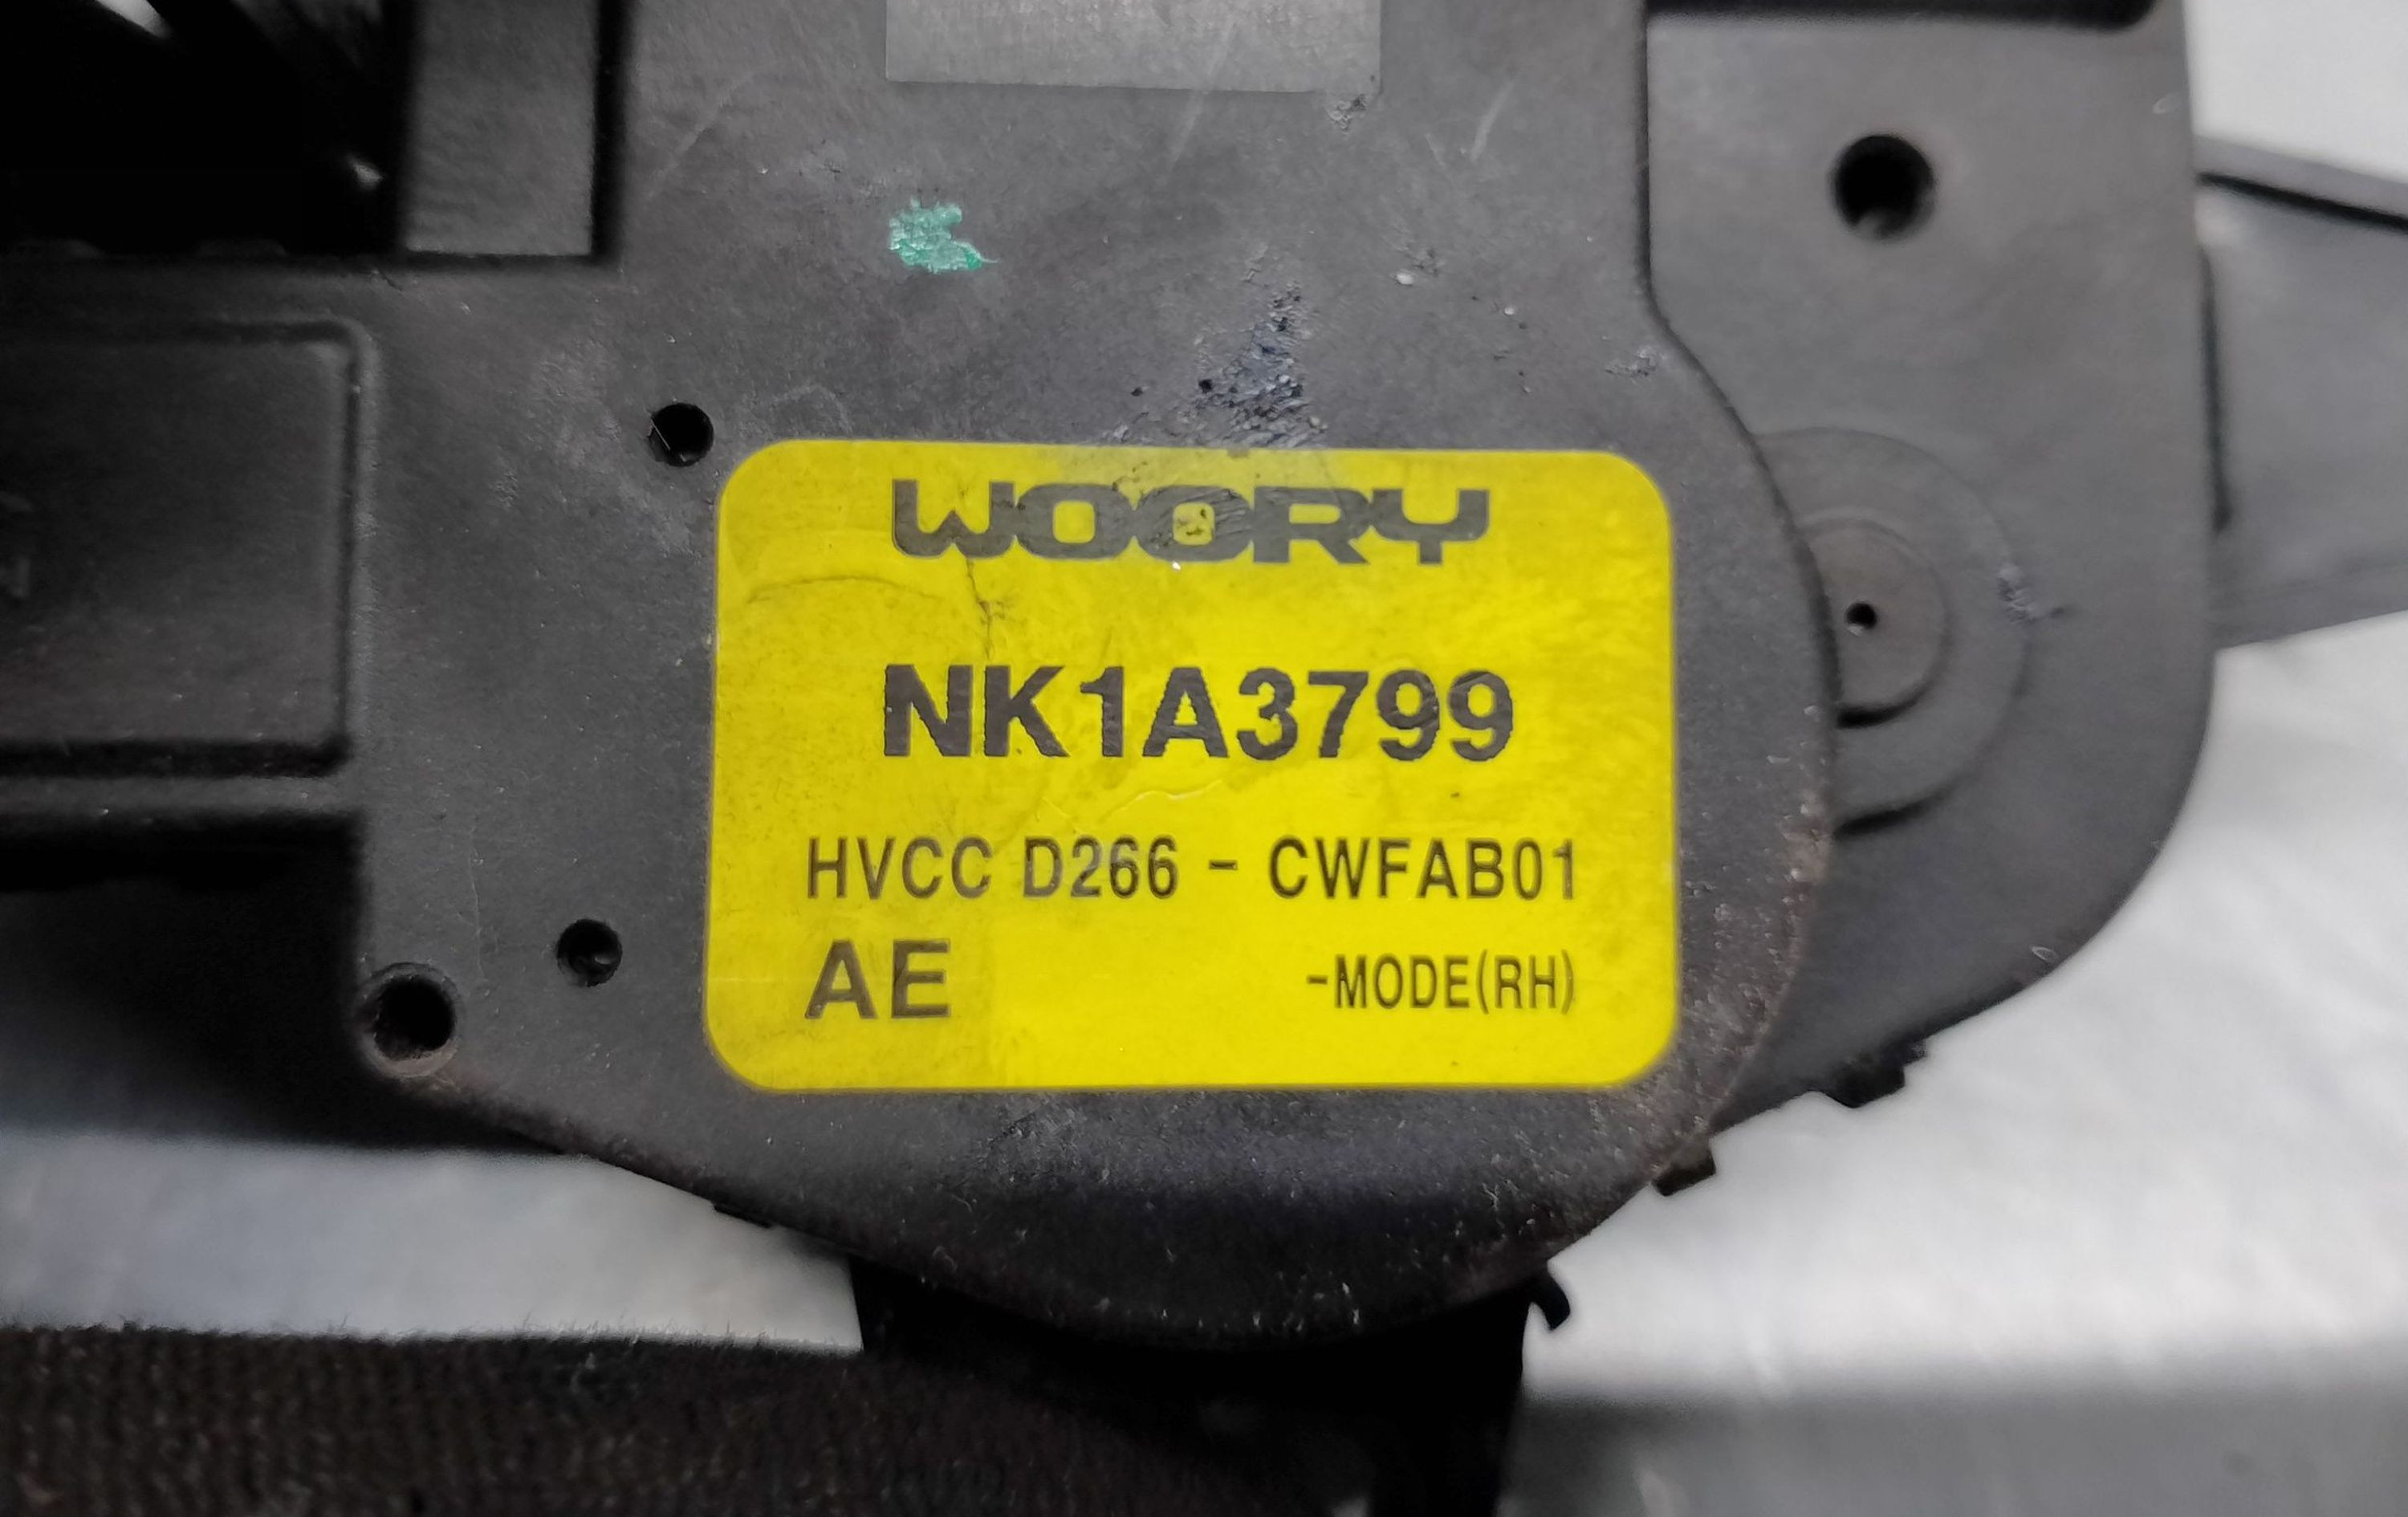 WOORY
NK1A3799
HVCC D266 - CWFAB01
AE -MODE(RH)